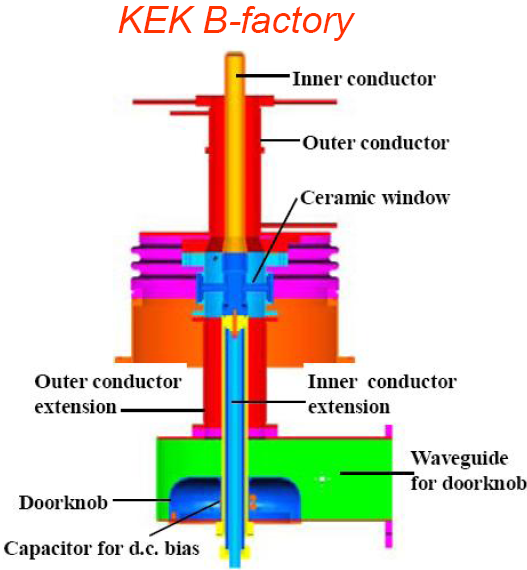 KEK B-factory
Inner conductor
Outer conductor
Ceramic window
Outer conductor
extension
Inner conductor
extension
Waveguide
for doorknob
Doorknob
Capacitor for d.c. bias